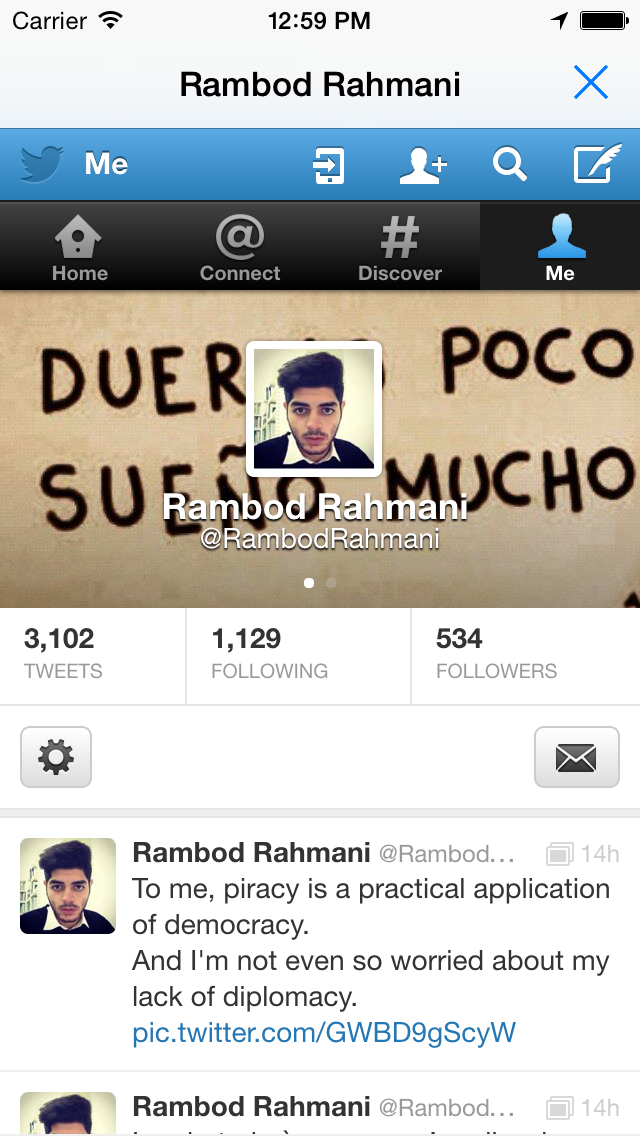 Carrier 12:59 PM
Rambod Rahmani
Me
Home Connect Discover Me
POCO
SUEÑO MUCHO
Rambod Rahmani
@RambodRahmani
3,102 1,129 534
TWEETS FOLLOWING FOLLOWERS
Rambod Rahmani @Rambod... 14h
To me, piracy is a practical application
of democracy.
And I'm not even so worried about my
lack of diplomacy.
pic.twitter.com/GWBD9gScyW
Rambod Rahmani @Rambod... 14h